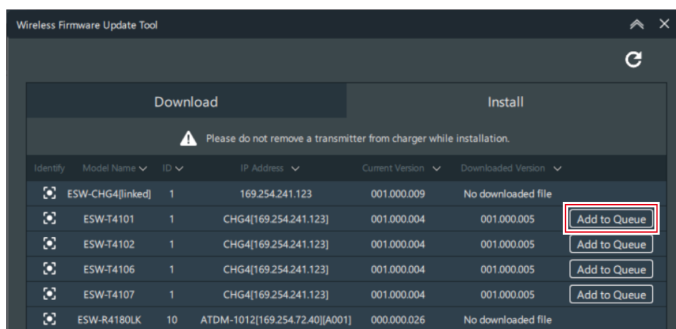 Wireless Firmware Update Tool
Download Install
Please do not remove a transmitter from charger while installation.
Identify Model Name ID IP Address Current Version Downloaded Version
ESW-CHG4[linked] 1 169.254.241.123 001.000.009 No downloaded file
ESW-T4101 1 CHG4[169.254.241.123] 001.000.004 001.000.005 Add to Queue
ESW-T4102 1 CHG4[169.254.241.123] 001.000.004 001.000.005 Add to Queue
ESW-T4106 1 CHG4[169.254.241.123] 001.000.004 001.000.005 Add to Queue
ESW-T4107 1 CHG4[169.254.241.123] 001.000.004 001.000.005 Add to Queue
ESW-R4180LK 10 ATDM-1012[169.254.72.40][A001] 000.000.026 No downloaded file